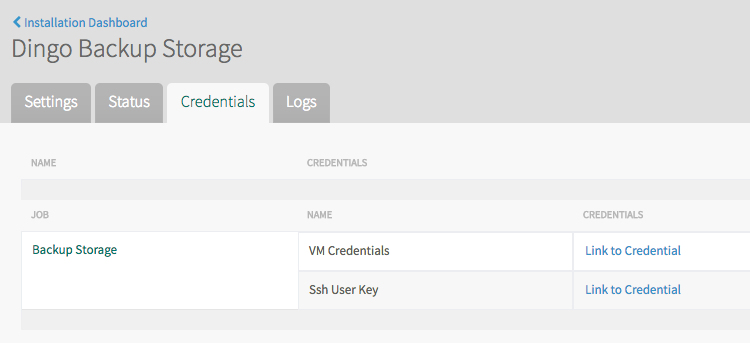 Installation Dashboard
Dingo Backup Storage
Settings Status Credentials Logs
NAME CREDENTIALS
JOB NAME CREDENTIALS
Backup Storage VM Credentials Link to Credential
Ssh User Key Link to Credential